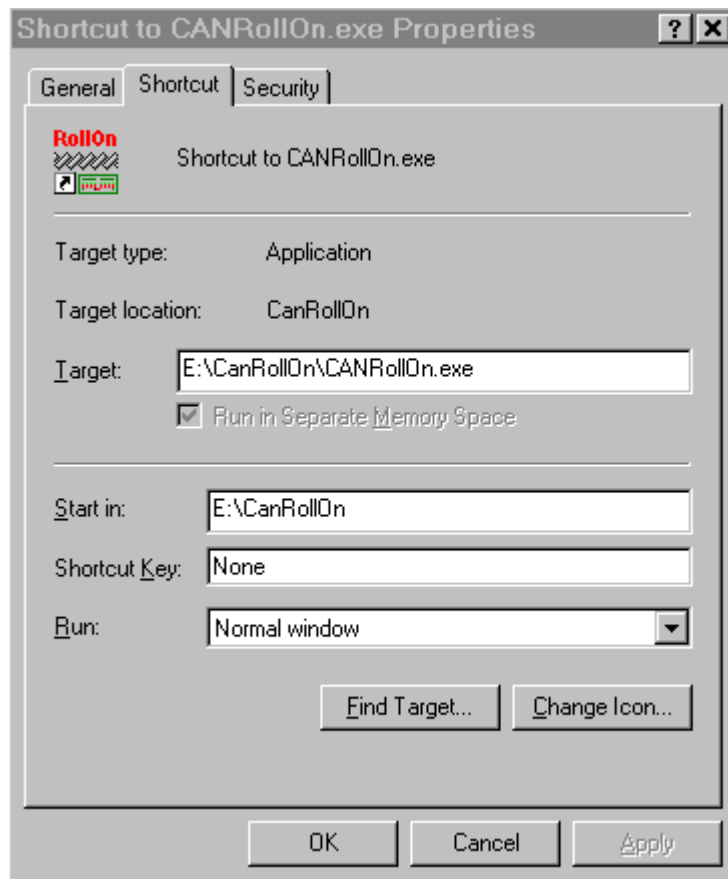 Shortcut to CANRollOn.exe Properties
General Shortcut Security
RollOn
Shortcut to CANRollOn.exe
Target type: Application
Target location: CanRollOn
Target: E:\CanRollOn\CANRollOn.exe
Run in Separate Memory Space
Start in: E:\CanRollOn
Shortcut Key: None
Run: Normal window
Find Target... Change Icon...
OK Cancel Apply